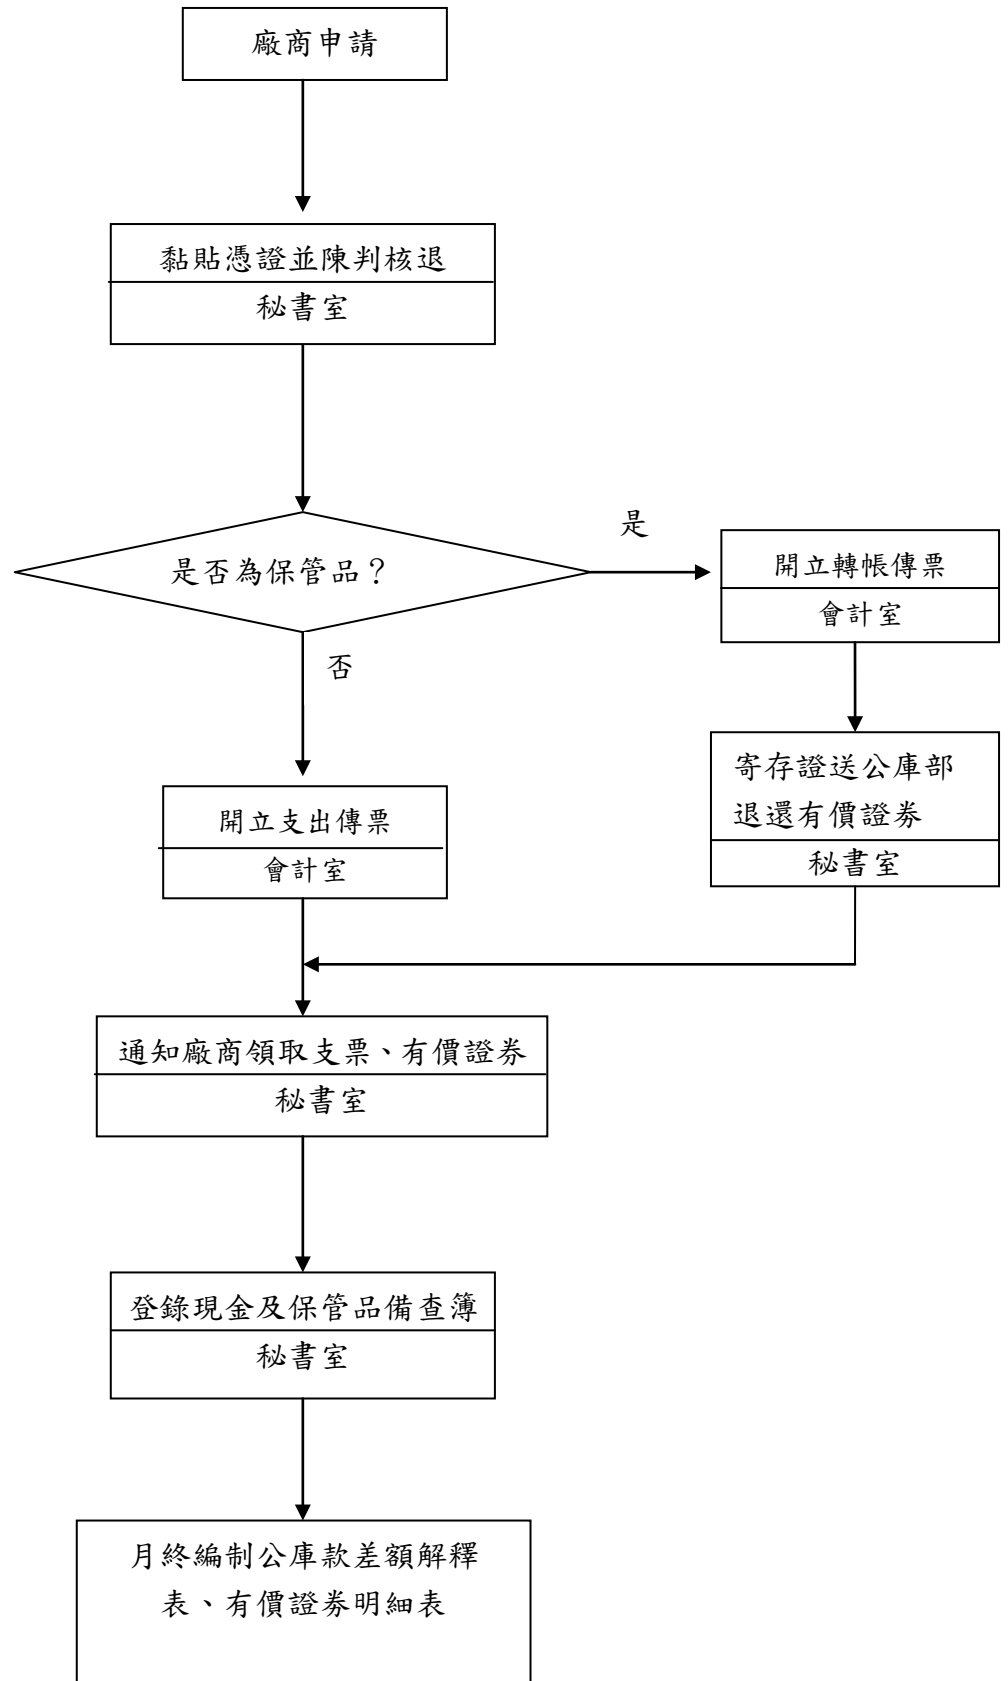 廠商申請
黏貼憑證並陳判核退
秘書室
是否為保管品？
是
開立轉帳傳票
會計室
否
寄存證送公庫部
退還有價證券
秘書室
開立支出傳票
會計室
通知廠商領取支票、有價證券
秘書室
登錄現金及保管品備查簿
秘書室
月終編制公庫款差額解釋
表、有價證券明細表